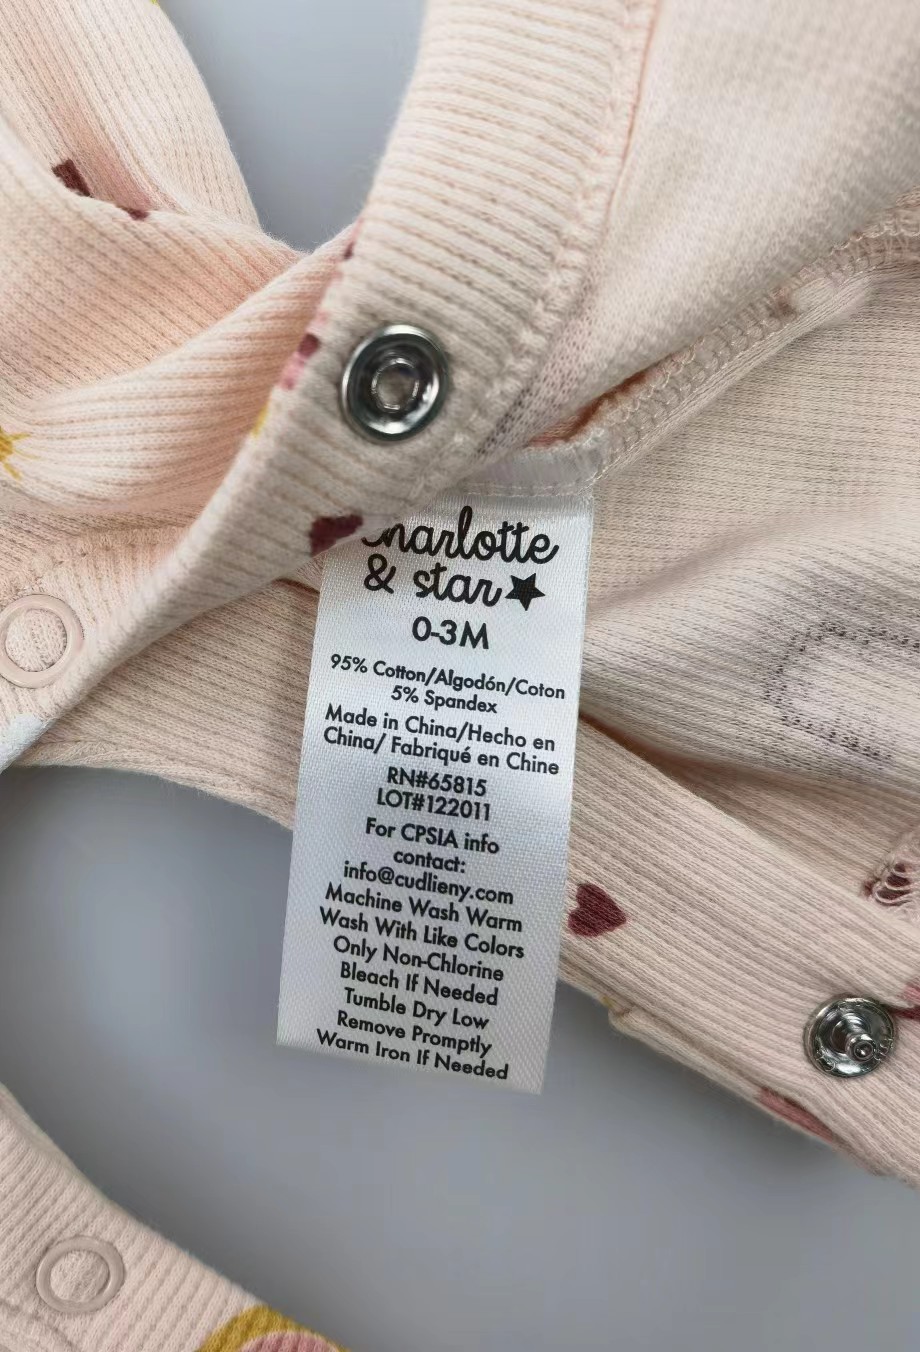 Charlotte
& star
0-3M
95% Cotton/Algodón/Coton
5% Spandex
Made in China/Hecho en
China/ Fabriqué en Chine
RN#65815
LOT#122011
For CPSIA info
contact:
info@cudlieny.com
Machine Wash Warm
Wash With Like Colors
Only Non-Chlorine
Bleach If Needed
Tumble Dry Low
Remove Promptly
Warm Iron If Needed